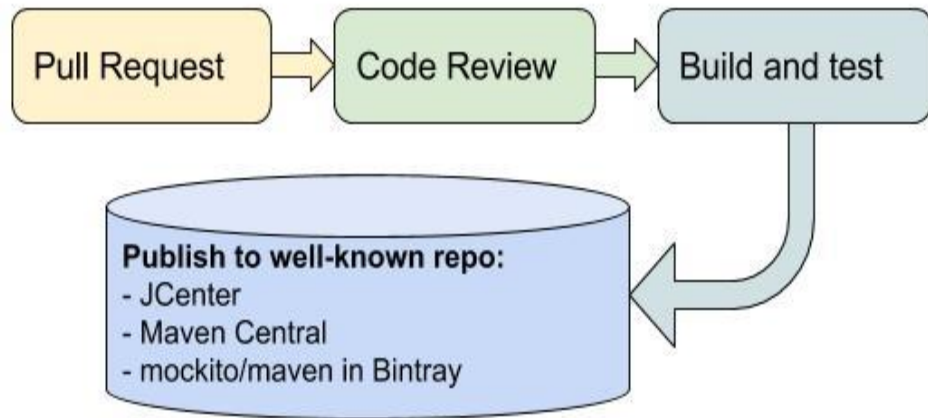 Pull Request
Code Review
Build and test
Publish to well-known repo:
- JCenter
- Maven Central
- mockito/maven in Bintray